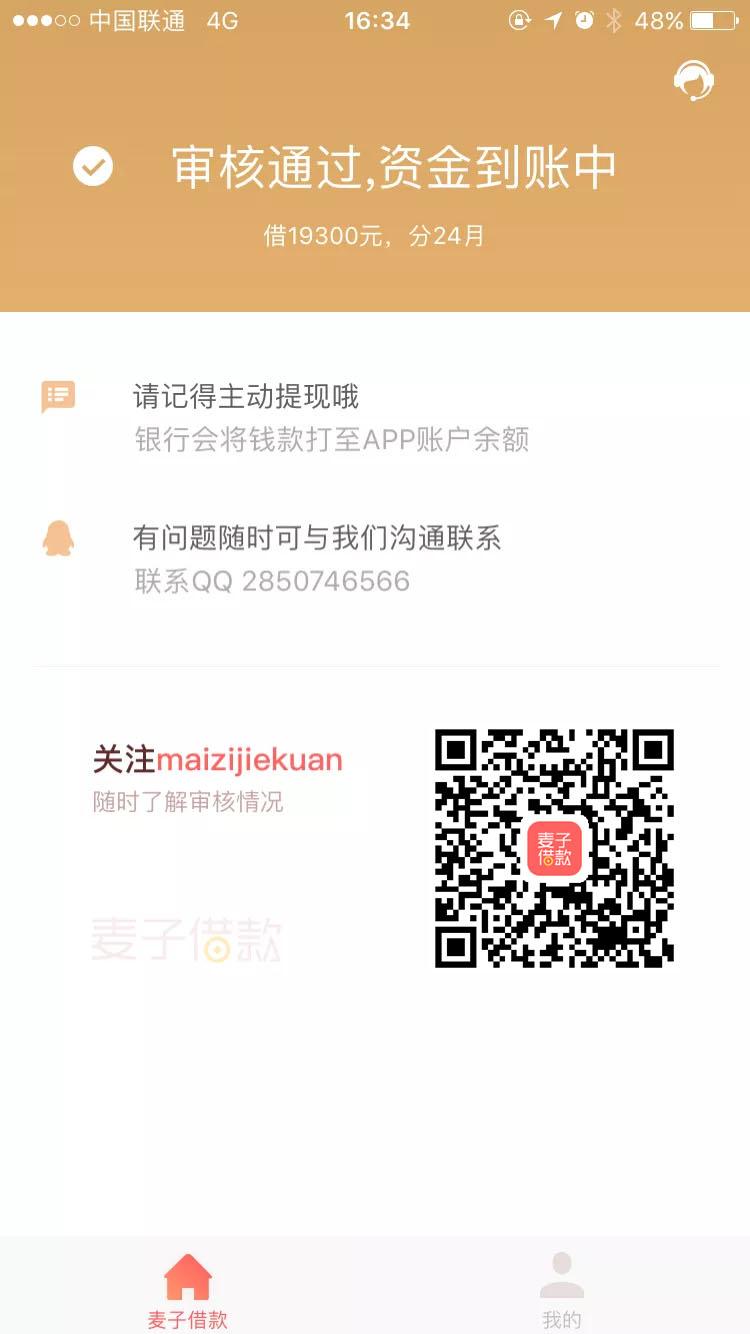 中国联通 4G 16:34 48%
审核通过,资金到账中
借19300元，分24月
请记得主动提现哦
银行会将钱款打至APP账户余额
有问题随时可与我们沟通联系
联系QQ 2850746566
关注maizijiekuan
随时了解审核情况
麦子
借款
麦子借款
麦子借款 我的